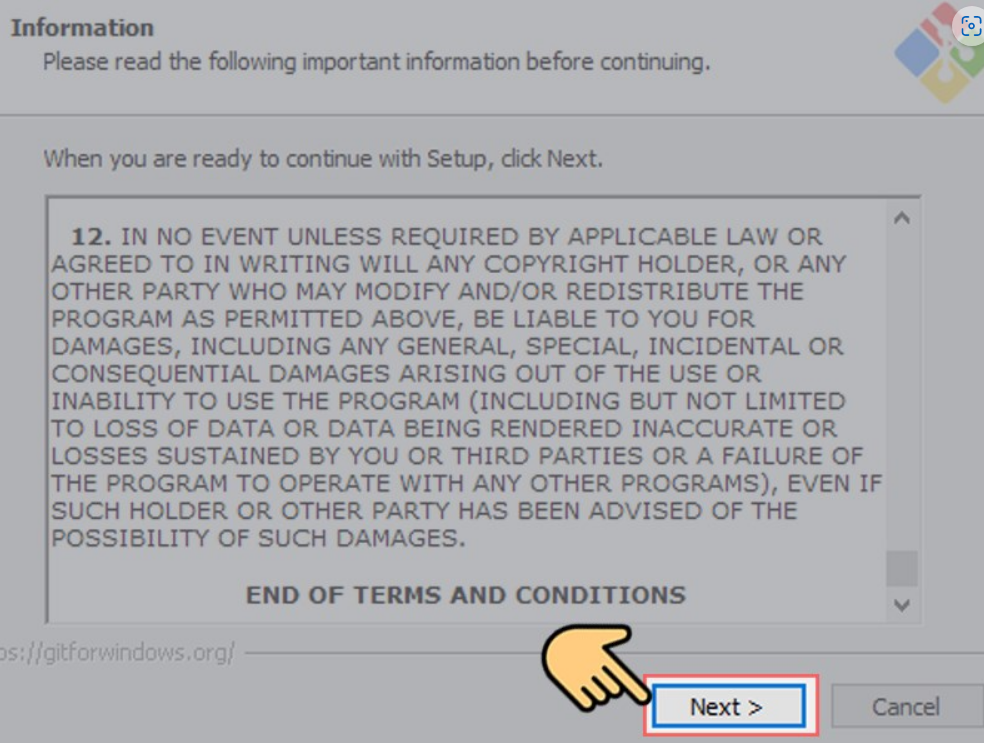 Information
Please read the following important information before continuing.
When you are ready to continue with Setup, click Next.
12. IN NO EVENT UNLESS REQUIRED BY APPLICABLE LAW OR
AGREED TO IN WRITING WILL ANY COPYRIGHT HOLDER, OR ANY
OTHER PARTY WHO MAY MODIFY AND/OR REDISTRIBUTE THE
PROGRAM AS PERMITTED ABOVE, BE LIABLE TO YOU FOR
DAMAGES, INCLUDING ANY GENERAL, SPECIAL, INCIDENTAL OR
CONSEQUENTIAL DAMAGES ARISING OUT OF THE USE OR
INABILITY TO USE THE PROGRAM (INCLUDING BUT NOT LIMITED
TO LOSS OF DATA OR DATA BEING RENDERED INACCURATE OR
LOSSES SUSTAINED BY YOU OR THIRD PARTIES OR A FAILURE OF
THE PROGRAM TO OPERATE WITH ANY OTHER PROGRAMS), EVEN IF
SUCH HOLDER OR OTHER PARTY HAS BEEN ADVISED OF THE
POSSIBILITY OF SUCH DAMAGES.
END OF TERMS AND CONDITIONS
ps://gitforwindows.org/
Next >
Cancel